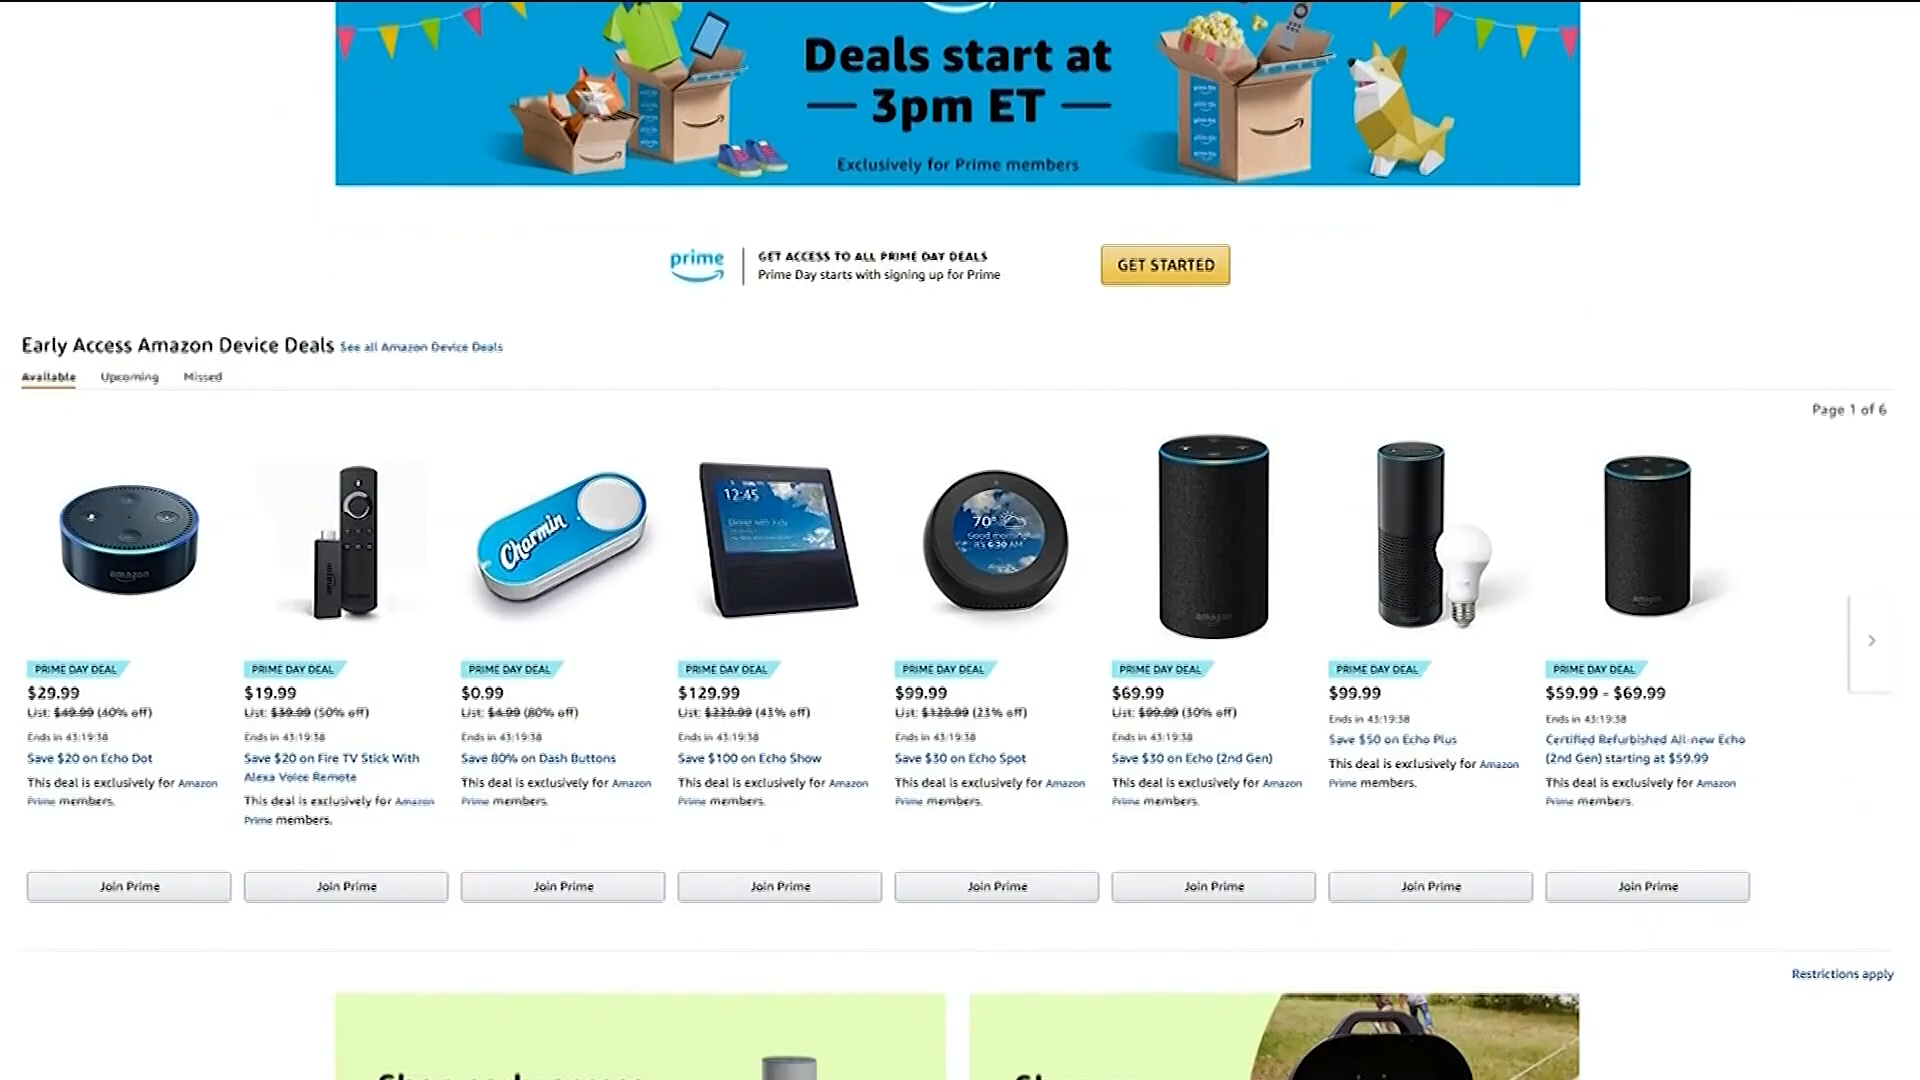 Deals start at
3pm ET
Exclusively for Prime members
prime
GET ACCESS TO ALL PRIME DAY DEALS
Prime Day starts with signing up for Prime
GET STARTED
Early Access Amazon Device Deals See all Amazon Device Deals
Available Upcoming Missed
Page 1 of 6
amazon
Charmin
12:45
70°
Good morning!
It's 6:30 AM
amazon
PRIME DAY DEAL
$29.99
List: $49.99 (40% off)
Ends in 43:19:38
Save $20 on Echo Dot
This deal is exclusively for Amazon
Prime members.
Join Prime
PRIME DAY DEAL
$19.99
List: $39.99 (50% off)
Ends in 43:19:38
Save $20 on Fire TV Stick With
Alexa Voice Remote
This deal is exclusively for Amazon
Prime members.
Join Prime
PRIME DAY DEAL
$0.99
List: $4.99 (80% off)
Ends in 43:19:38
Save 80% on Dash Buttons
This deal is exclusively for Amazon
Prime members.
Join Prime
PRIME DAY DEAL
$129.99
List: $229.99 (43% off)
Ends in 43:19:38
Save $100 on Echo Show
This deal is exclusively for Amazon
Prime members.
Join Prime
PRIME DAY DEAL
$99.99
List: $129.99 (23% off)
Ends in 43:19:38
Save $30 on Echo Spot
This deal is exclusively for Amazon
Prime members.
Join Prime
PRIME DAY DEAL
$69.99
List: $99.99 (30% off)
Ends in 43:19:38
Save $30 on Echo (2nd Gen)
This deal is exclusively for Amazon
Prime members.
Join Prime
PRIME DAY DEAL
$99.99
Ends in 43:19:38
Save $50 on Echo Plus
This deal is exclusively for Amazon
Prime members.
Join Prime
PRIME DAY DEAL
$59.99 - $69.99
Ends in 43:19:38
Certified Refurbished All-new Echo
(2nd Gen) starting at $59.99
This deal is exclusively for Amazon
Prime members.
Join Prime
Restrictions apply